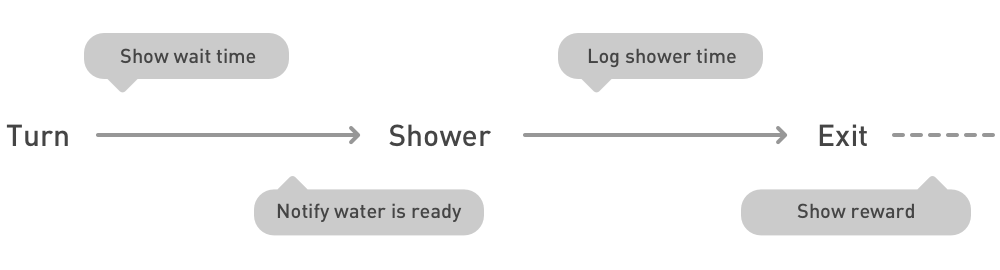 Show wait time
Log shower time
Turn
Shower
Exit
Notify water is ready
Show reward